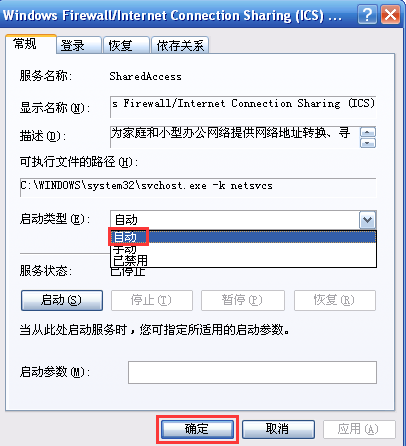 Windows Firewall/Internet Connection Sharing (ICS) ...
常规 登录 恢复 依存关系
服务名称: SharedAccess
显示名称(N): s Firewall/Internet Connection Sharing (ICS)
描述(D): 为家庭和小型办公网络提供网络地址转换、寻
可执行文件的路径(H):
C:\WINDOWS\system32\svchost.exe -k netsvcs
启动类型(E): 自动
自动
手动
已禁用
服务状态: 已停止
启动(S) 停止(T) 暂停(P) 恢复(R)
当从此处启动服务时，您可指定所适用的启动参数。
启动参数(M):
确定 取消 应用(A)